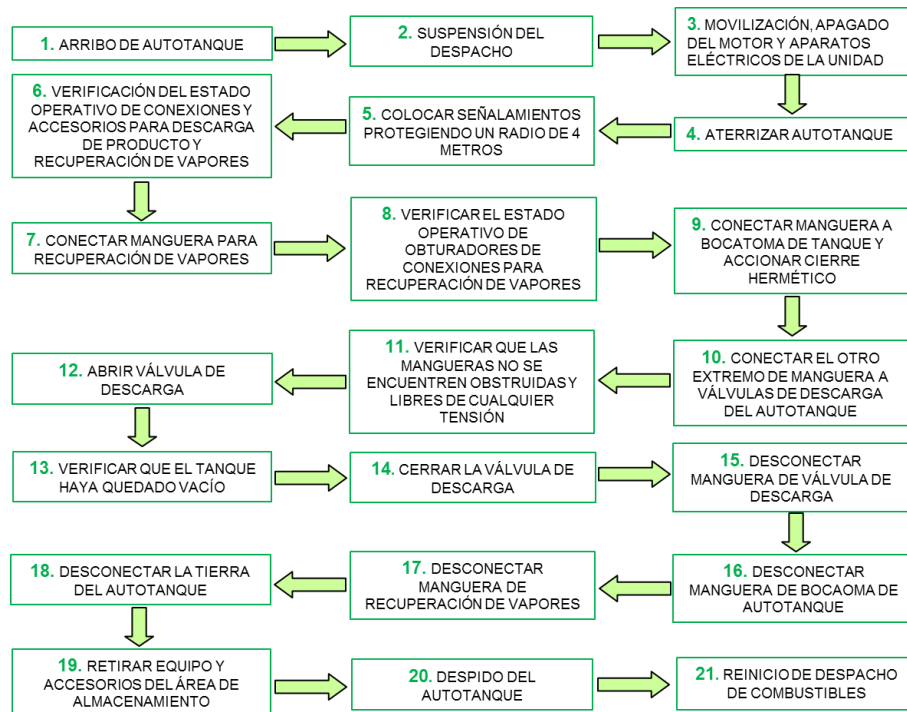 1. ARRIBO DE AUTOTANQUE
2. SUSPENSIÓN DEL
DESPACHO
3. MOVILIZACIÓN, APAGADO
DEL MOTOR Y APARATOS
ELÉCTRICOS DE LA UNIDAD
4. ATERRIZAR AUTOTANQUE
5. COLOCAR SEÑALAMIENTOS
PROTEGIENDO UN RADIO DE 4
METROS
6. VERIFICACIÓN DEL ESTADO
OPERATIVO DE CONEXIONES Y
ACCESORIOS PARA DESCARGA
DE PRODUCTO Y
RECUPERACIÓN DE VAPORES
7. CONECTAR MANGUERA PARA
RECUPERACIÓN DE VAPORES
8. VERIFICAR EL ESTADO
OPERATIVO DE
OBTURADORES DE
CONEXIONES PARA
RECUPERACIÓN DE VAPORES
9. CONECTAR MANGUERA A
BOCATOMA DE TANQUE Y
ACCIONAR CIERRE
HERMÉTICO
10. CONECTAR EL OTRO
EXTREMO DE MANGUERA A
VÁLVULAS DE DESCARGA
DEL AUTOTANQUE
11. VERIFICAR QUE LAS
MANGUERAS NO SE
ENCUENTREN OBSTRUIDAS Y
LIBRES DE CUALQUIER
TENSIÓN
12. ABRIR VÁLVULA DE
DESCARGA
13. VERIFICAR QUE EL TANQUE
HAYA QUEDADO VACÍO
14. CERRAR LA VÁLVULA DE
DESCARGA
15. DESCONECTAR
MANGUERA DE VÁLVULA DE
DESCARGA
16. DESCONECTAR
MANGUERA DE BOCAOMA DE
AUTOTANQUE
17. DESCONECTAR
MANGUERA DE
RECUPERACIÓN DE VAPORES
18. DESCONECTAR LA TIERRA
DEL AUTOTANQUE
19. RETIRAR EQUIPO Y
ACCESORIOS DEL ÁREA DE
ALMACENAMIENTO
20. DESPIDO DEL
AUTOTANQUE
21. REINICIO DE DESPACHO
DE COMBUSTIBLES